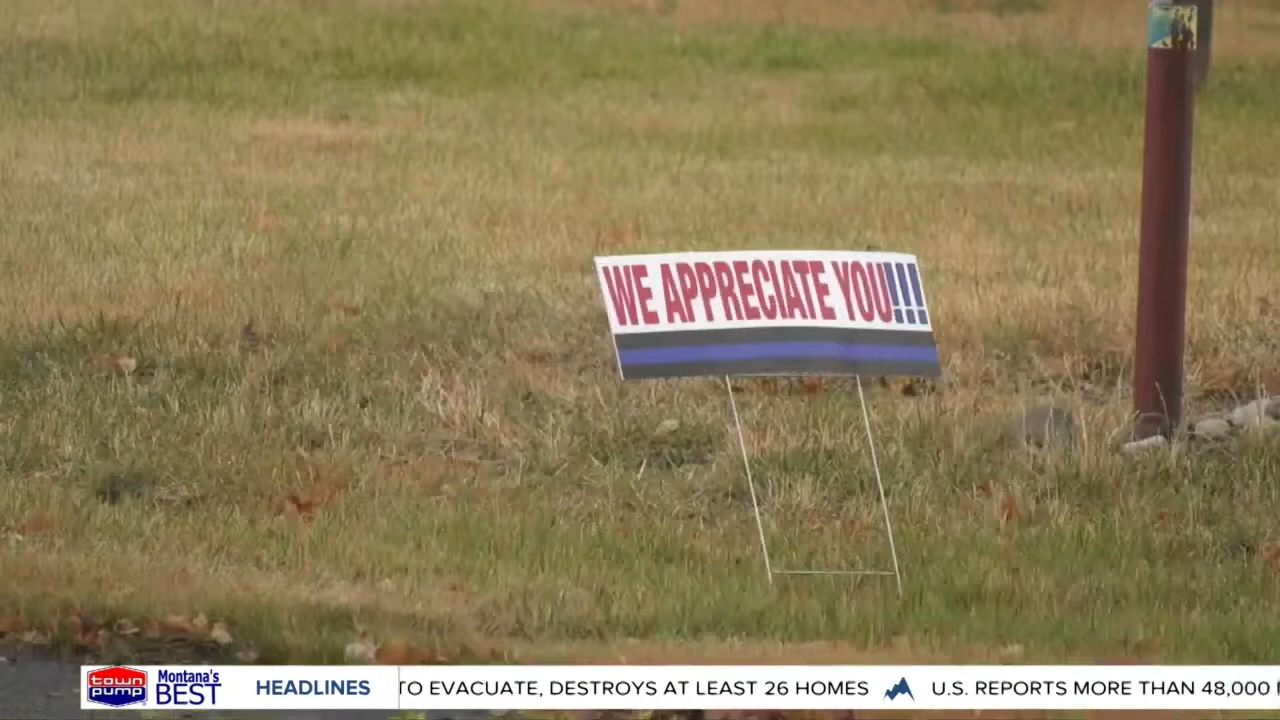 WE APPRECIATE YOU!!!
town pump
Montana's
BEST
HEADLINES
TO EVACUATE, DESTROYS AT LEAST 26 HOMES
U.S. REPORTS MORE THAN 48,000